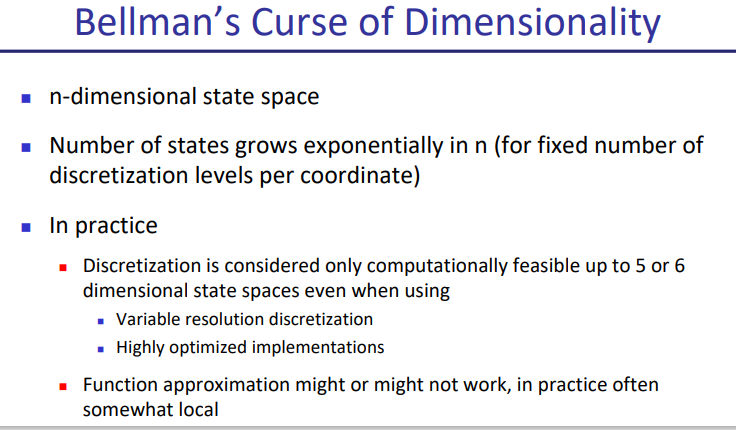 Bellman's Curse of Dimensionality
n-dimensional state space
Number of states grows exponentially in n (for fixed number of
discretization levels per coordinate)
In practice
Discretization is considered only computationally feasible up to 5 or 6
dimensional state spaces even when using
Variable resolution discretization
Highly optimized implementations
Function approximation might or might not work, in practice often
somewhat local